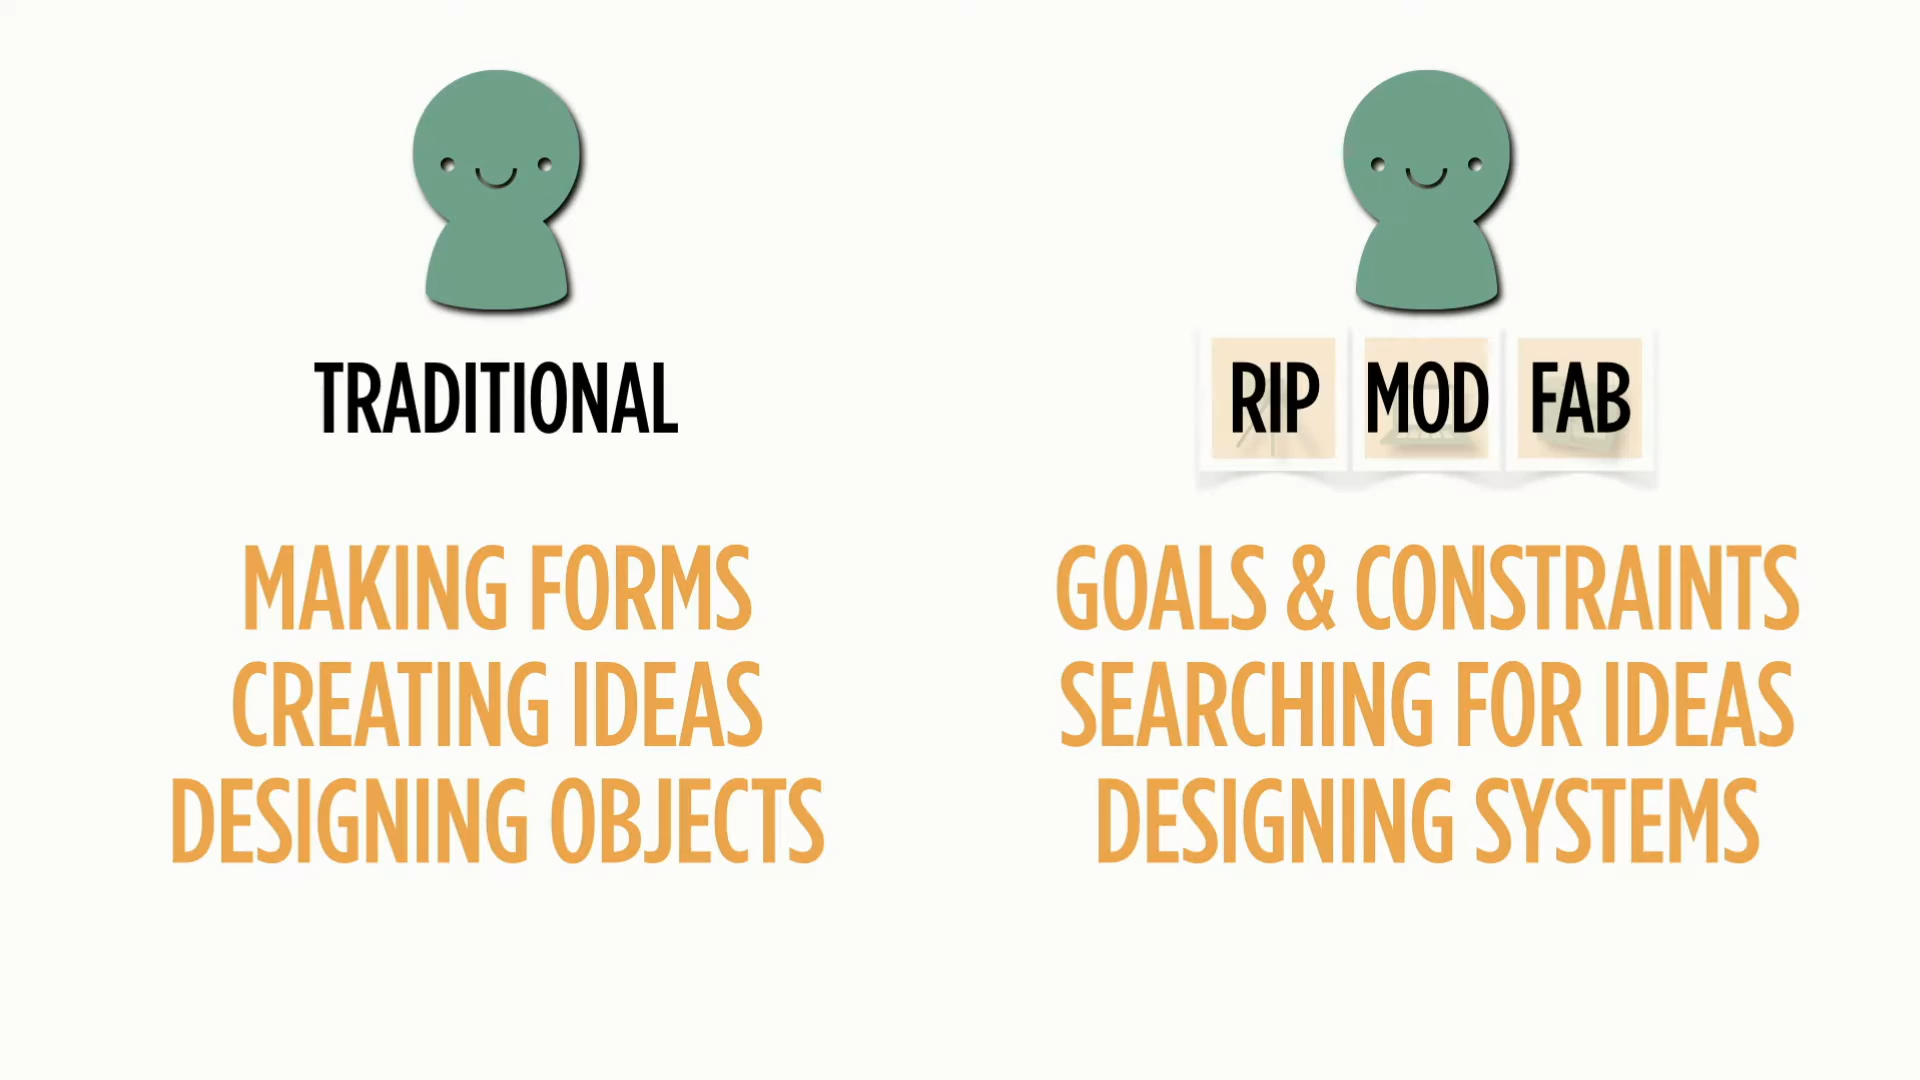 TRADITIONAL
MAKING FORMS
CREATING IDEAS
DESIGNING OBJECTS
RIP MOD FAB
GOALS & CONSTRAINTS
SEARCHING FOR IDEAS
DESIGNING SYSTEMS